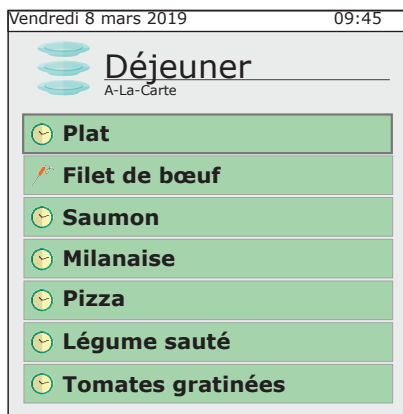 Vendredi 8 mars 2019 09:45
Déjeuner
A-La-Carte
Plat
Filet de bœuf
Saumon
Milanaise
Pizza
Légume sauté
Tomates gratinées